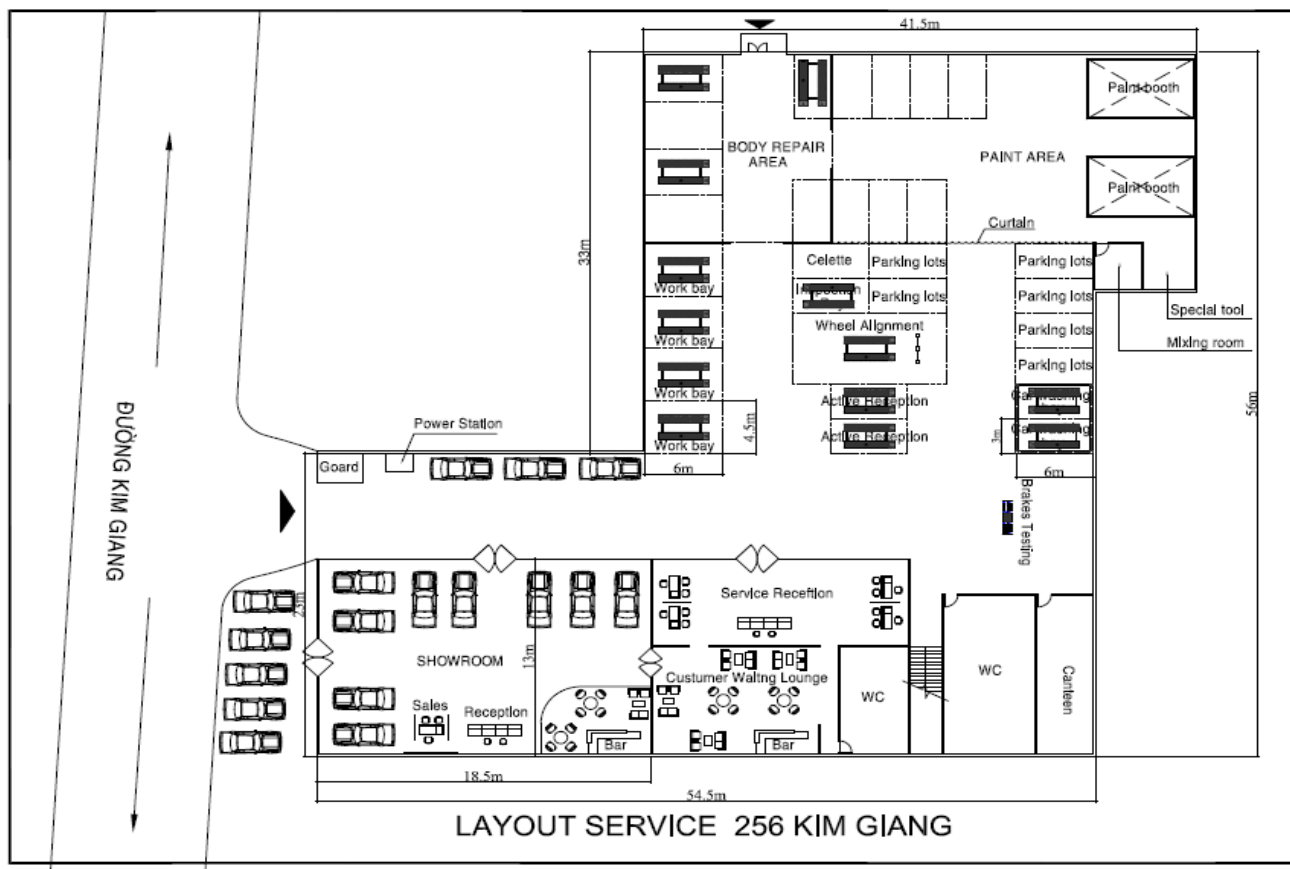 41.5m
Paint booth
BODY REPAIR
AREA
PAINT AREA
Paint booth
Curtain
33m
Celette
Parking lots
Parking lots
Work bay
Parking lots
Parking lots
Special tool
Wheel Alignment
Work bay
Parking lots
Mixing room
Parking lots
Work bay
Active Reception
56m
ĐƯỜNG KIM GIANG
Power Station
4.5m
Active Reception
3m
Work bay
Goard
6m
6m
Brakes Testing
23m
Service Receftion
13m
SHOWROOM
Custumer Waltng Lounge
WC
WC
Canteen
Sales
Reception
Bar
Bar
18.5m
54.5m
LAYOUT SERVICE 256 KIM GIANG